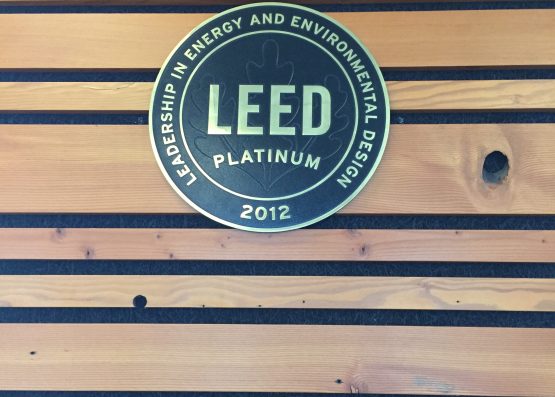 LEADERSHIP IN ENERGY AND ENVIRONMENTAL DESIGN
LEED
PLATINUM
2012